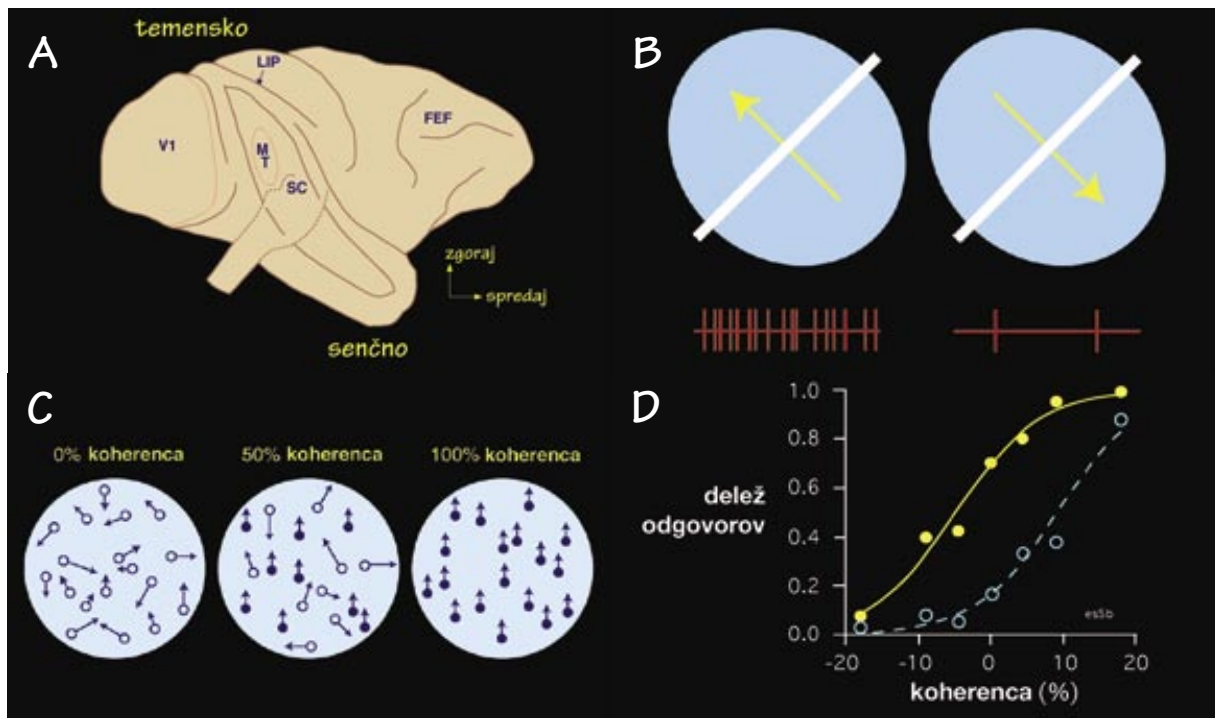 A
temensko
LIP
V1
M
T
SC
FEF
zgoraj
spredaj
senčno
B
C
0% koherenca
50% koherenca
100% koherenca
D
1.0
0.8
0.6
0.4
0.2
0.0
delež
odgovorov
es5b
-20
-10
0
10
20
koherenca (%)